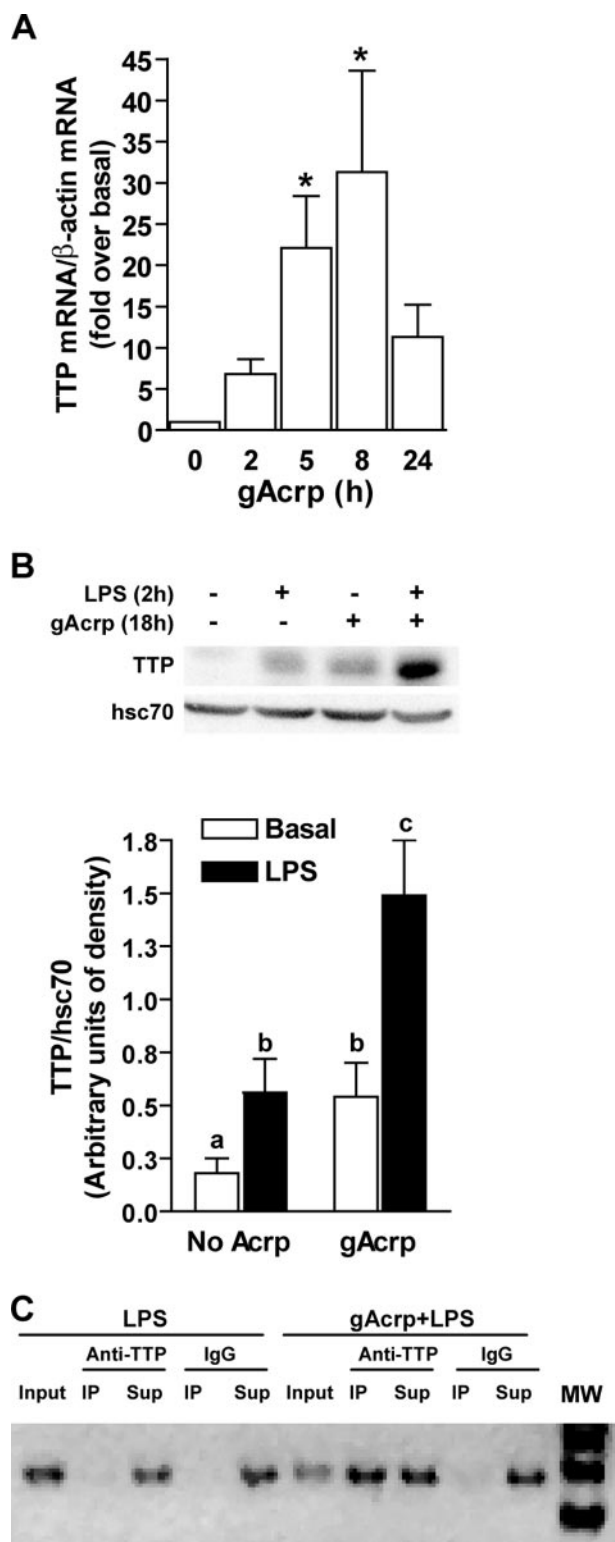 A
TTP mRNA/β-actin mRNA
(fold over basal)
45
40
35
30
25
20
15
10
5
0
*
*
0 2 5 8 24
gAcrp (h)
B
LPS (2h) - + - +
gAcrp (18h) - - + +
TTP
hsc70
TTP/hsc70
(Arbitrary units of density)
1.8
1.5
1.3
1.0
0.8
0.5
0.3
0.0
Basal
LPS
a
b
b
c
No Acrp gAcrp
C
LPS gAcrp+LPS
Anti-TTP IgG Anti-TTP IgG
Input IP Sup IP Sup Input IP Sup IP Sup MW